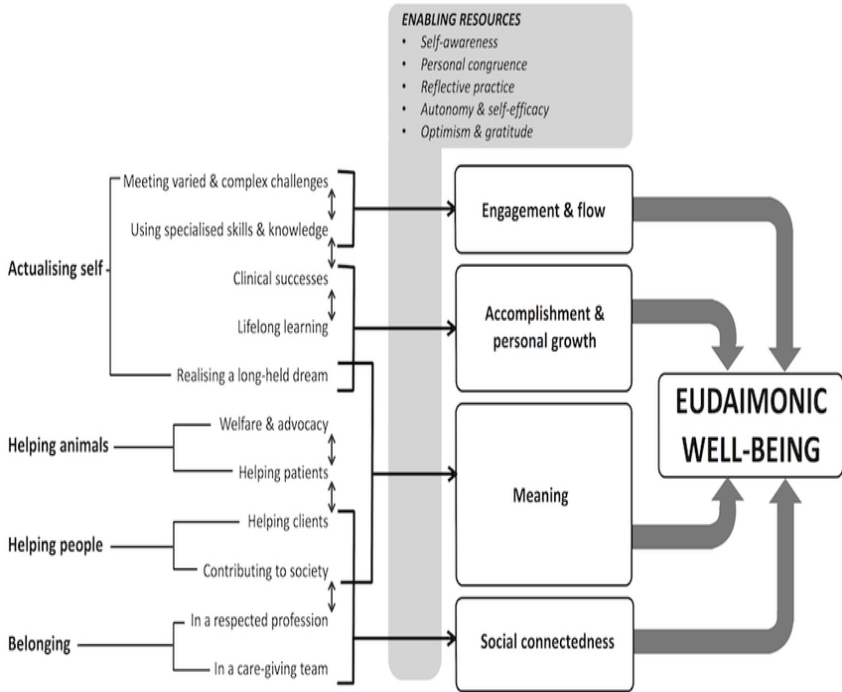 ENABLING RESOURCES
• Self-awareness
• Personal congruence
• Reflective practice
• Autonomy & self-efficacy
• Optimism & gratitude
Actualising self
Meeting varied & complex challenges
Using specialised skills & knowledge
Clinical successes
Lifelong learning
Realising a long-held dream
Helping animals
Welfare & advocacy
Helping patients
Helping people
Helping clients
Contributing to society
Belonging
In a respected profession
In a care-giving team
Engagement & flow
Accomplishment &
personal growth
Meaning
Social connectedness
EUDAIMONIC
WELL-BEING